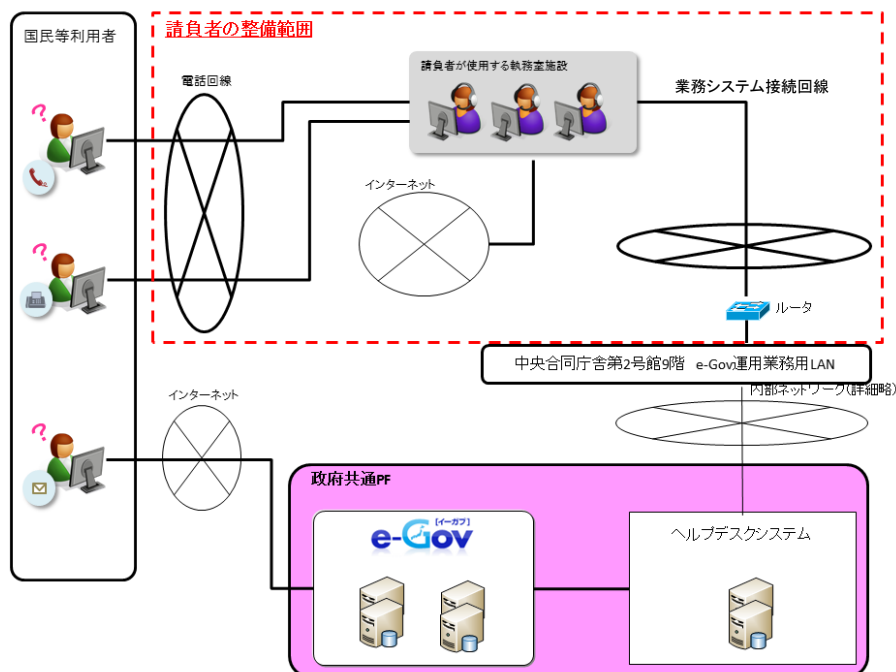 国民等利用者
請負者の整備範囲
電話回線
請負者が使用する執務室施設
業務システム接続回線
インターネット
ルータ
中央合同庁舎第2号館9階 e-Gov運用業務用LAN
内部ネットワーク(詳細略)
インターネット
政府共通PF
[イーガブ]
e-Gov
ヘルプデスクシステム